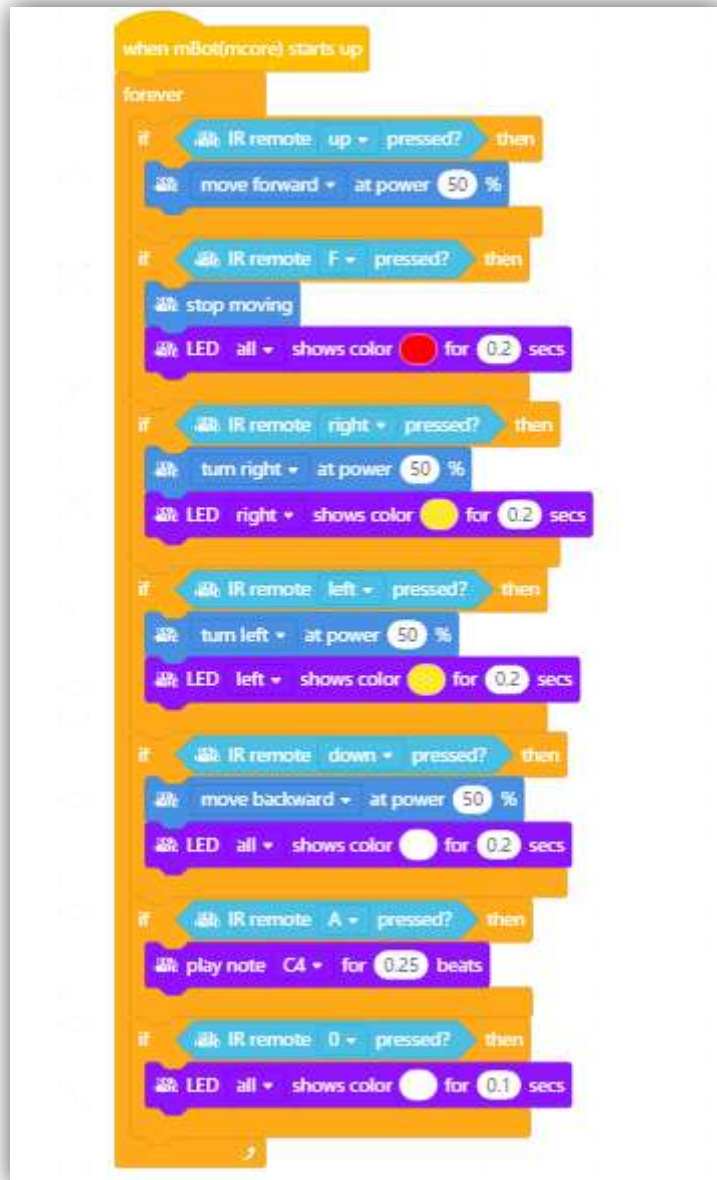 when mBot(mcore) starts up
forever
if IR remote up pressed? then
move forward at power 50 %
if IR remote F pressed? then
stop moving
LED all shows color for 0.2 secs
if IR remote right pressed? then
turn right at power 50 %
LED right shows color for 0.2 secs
if IR remote left pressed? then
turn left at power 50 %
LED left shows color for 0.2 secs
if IR remote down pressed? then
move backward at power 50 %
LED all shows color for 0.2 secs
if IR remote A pressed? then
play note C4 for 0.25 beats
if IR remote 0 pressed? then
LED all shows color for 0.1 secs